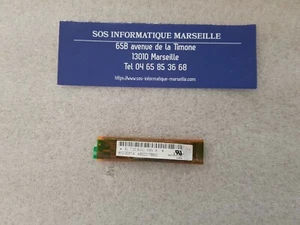 SOS INFORMATIQUE MARSEILLE
65B avenue de la Timone
13010 Marseille
Tel 04 65 85 36 68
https://www.sos-informatique-marseille.com/